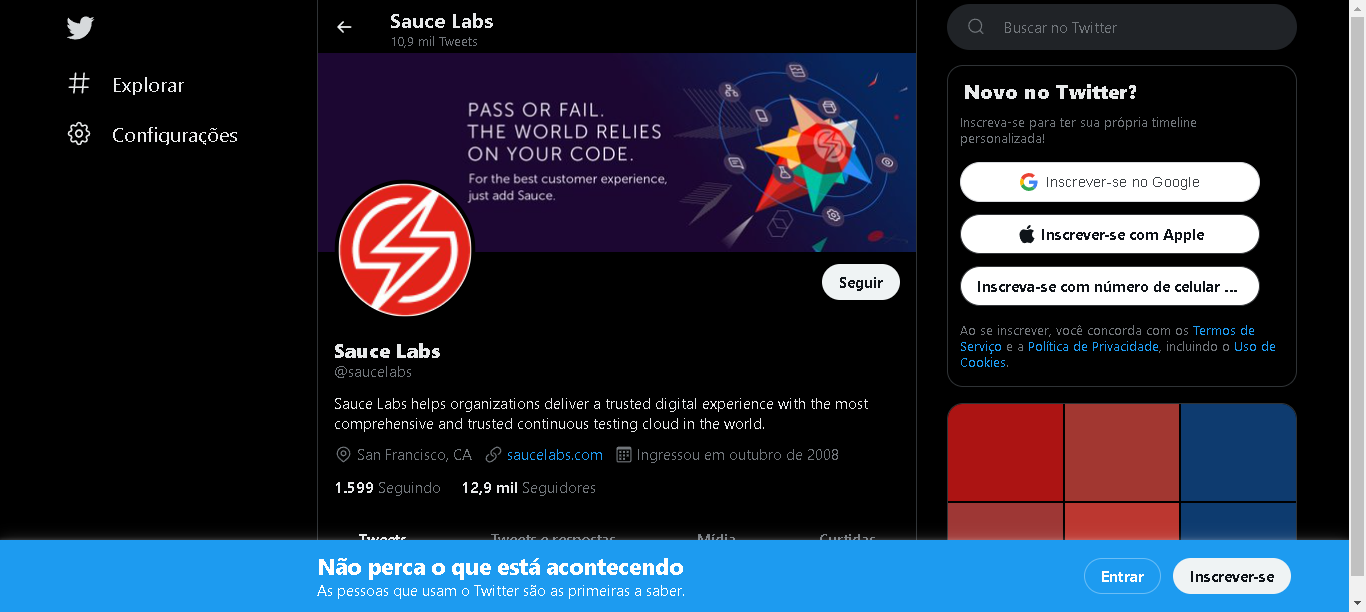 Explorar
Configurações
Sauce Labs
10,9 mil Tweets
PASS OR FAIL.
THE WORLD RELIES
ON YOUR CODE.
For the best customer experience,
just add Sauce.
Seguir
Sauce Labs
@saucelabs
Sauce Labs helps organizations deliver a trusted digital experience with the most
comprehensive and trusted continuous testing cloud in the world.
San Francisco, CA saucelabs.com Ingressou em outubro de 2008
1.599 Seguindo 12,9 mil Seguidores
Tweets Tweets e respostas Mídia Curtidas
Buscar no Twitter
Novo no Twitter?
Inscreva-se para ter sua própria timeline
personalizada!
Inscrever-se no Google
Inscrever-se com Apple
Inscreva-se com número de celular ...
Ao se inscrever, você concorda com os Termos de
Serviço e a Política de Privacidade, incluindo o Uso de
Cookies.
Não perca o que está acontecendo
As pessoas que usam o Twitter são as primeiras a saber.
Entrar
Inscrever-se